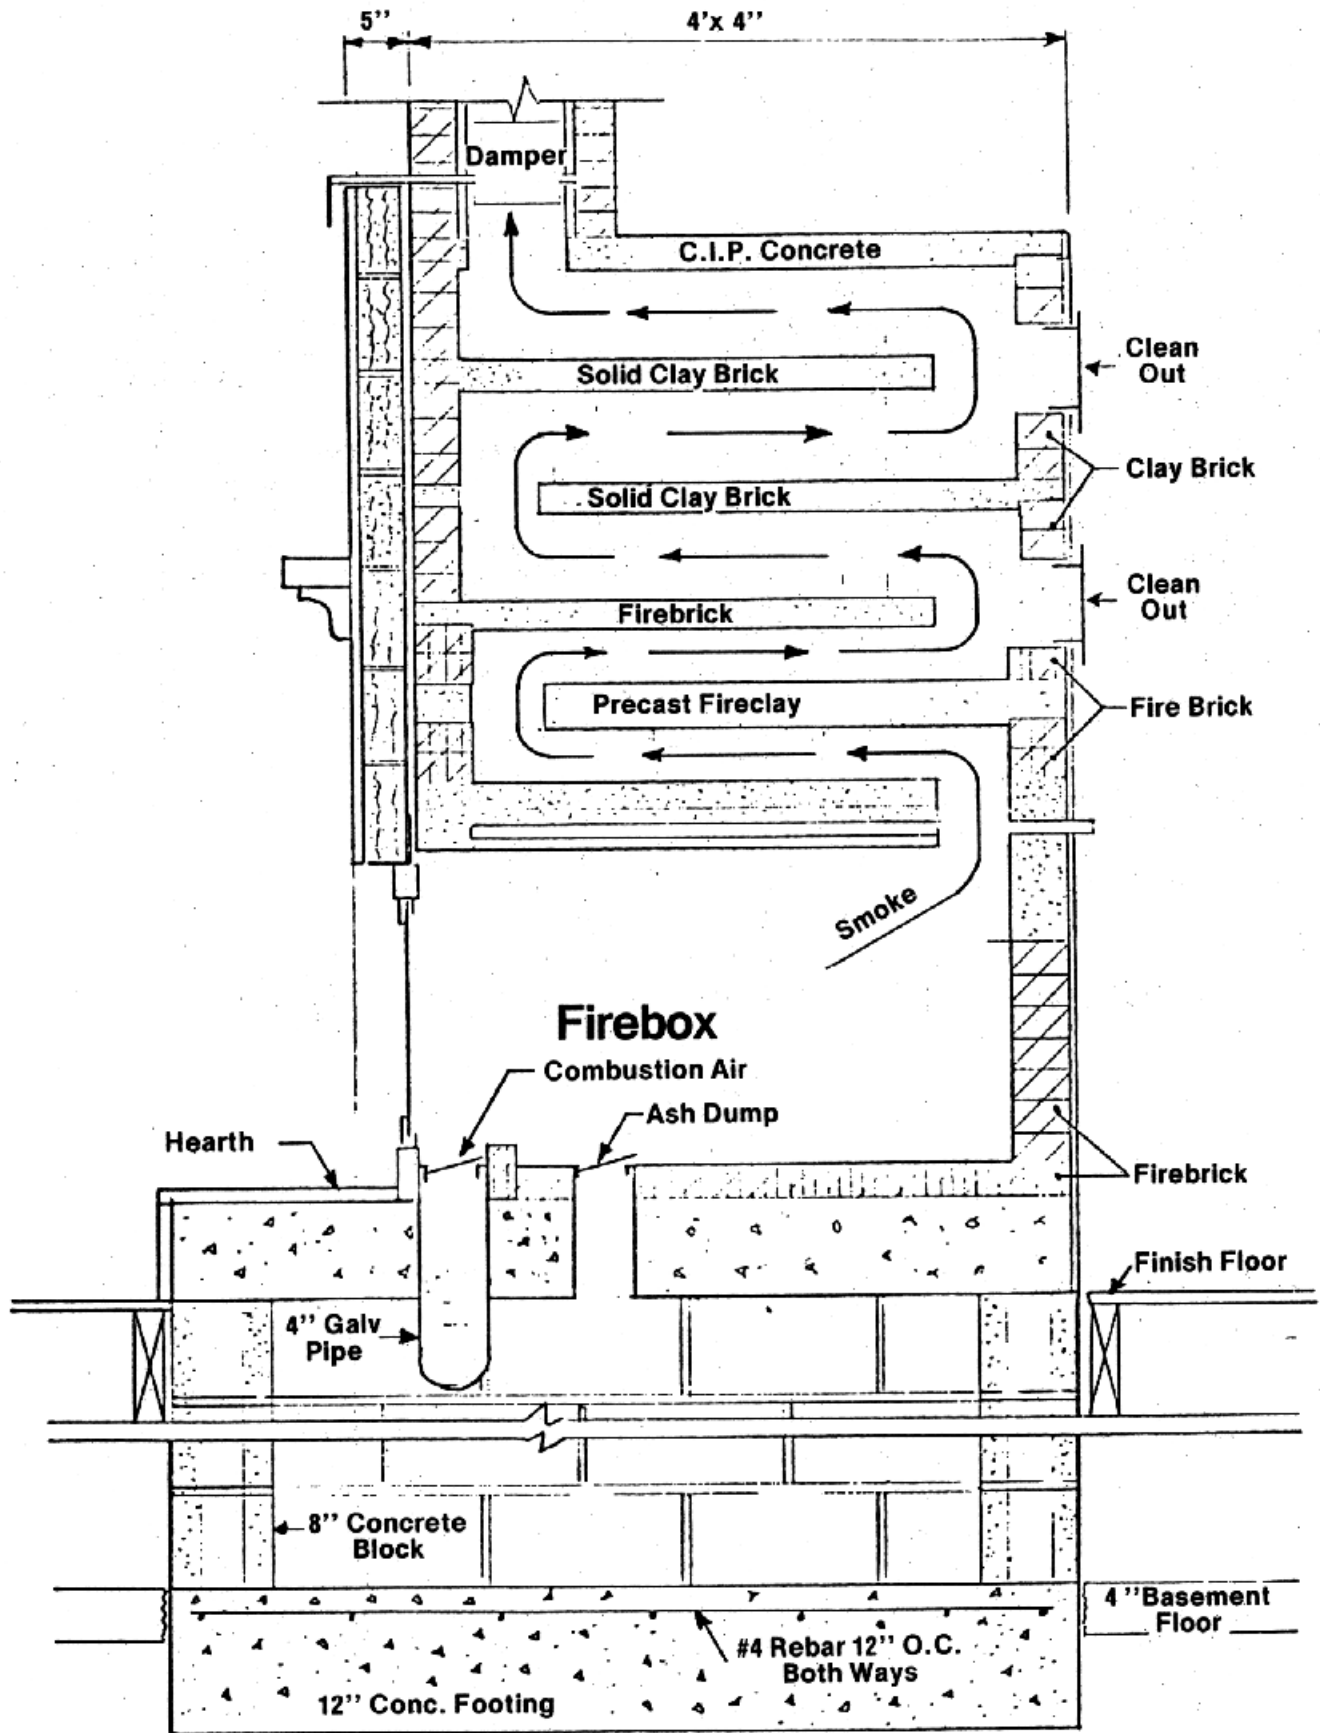 5’’
4’x 4’’
Damper
C.I.P. Concrete
Solid Clay Brick
Clean
Out
Clay Brick
Solid Clay Brick
Clean
Out
Firebrick
Precast Fireclay
Fire Brick
Smoke
Firebox
Combustion Air
Ash Dump
Hearth
Firebrick
Finish Floor
4’’ Galv
Pipe
8’’ Concrete
Block
4’’Basement
Floor
#4 Rebar 12’’ O.C.
Both Ways
12’’ Conc. Footing